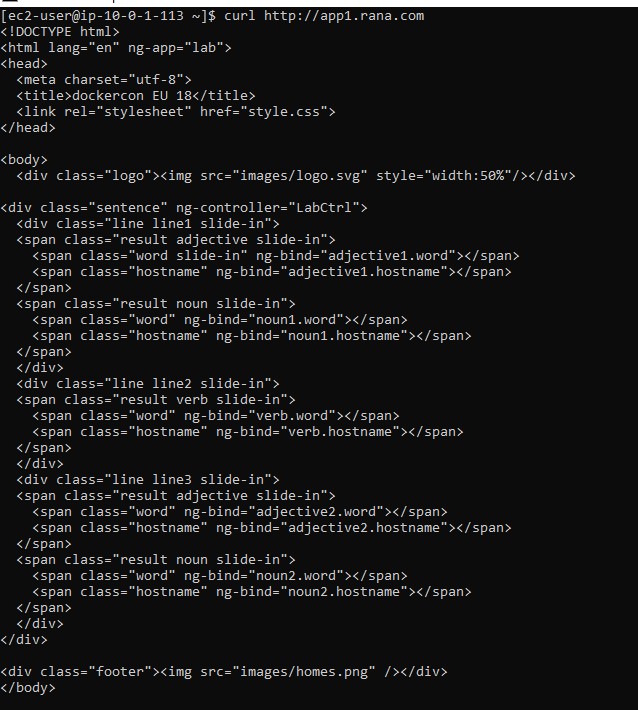 [ec2-user@ip-10-0-1-113 ~]$ curl http://app1.rana.com
<!DOCTYPE html>
<html lang="en" ng-app="lab">
<head>
  <meta charset="utf-8">
  <title>dockercon EU 18</title>
  <link rel="stylesheet" href="style.css">
</head>

<body>
  <div class="logo"><img src="images/logo.svg" style="width:50%"/></div>

<div class="sentence" ng-controller="LabCtrl">
  <div class="line line1 slide-in">
  <span class="result adjective slide-in">
    <span class="word slide-in" ng-bind="adjective1.word"></span>
    <span class="hostname" ng-bind="adjective1.hostname"></span>
  </span>
  <span class="result noun slide-in">
    <span class="word" ng-bind="noun1.word"></span>
    <span class="hostname" ng-bind="noun1.hostname"></span>
  </span>
  </div>
  <div class="line line2 slide-in">
  <span class="result verb slide-in">
    <span class="word" ng-bind="verb.word"></span>
    <span class="hostname" ng-bind="verb.hostname"></span>
  </span>
  </div>
  <div class="line line3 slide-in">
  <span class="result adjective slide-in">
    <span class="word" ng-bind="adjective2.word"></span>
    <span class="hostname" ng-bind="adjective2.hostname"></span>
  </span>
  <span class="result noun slide-in">
    <span class="word" ng-bind="noun2.word"></span>
    <span class="hostname" ng-bind="noun2.hostname"></span>
  </span>
  </div>
</div>

<div class="footer"><img src="images/homes.png" /></div>
</body>